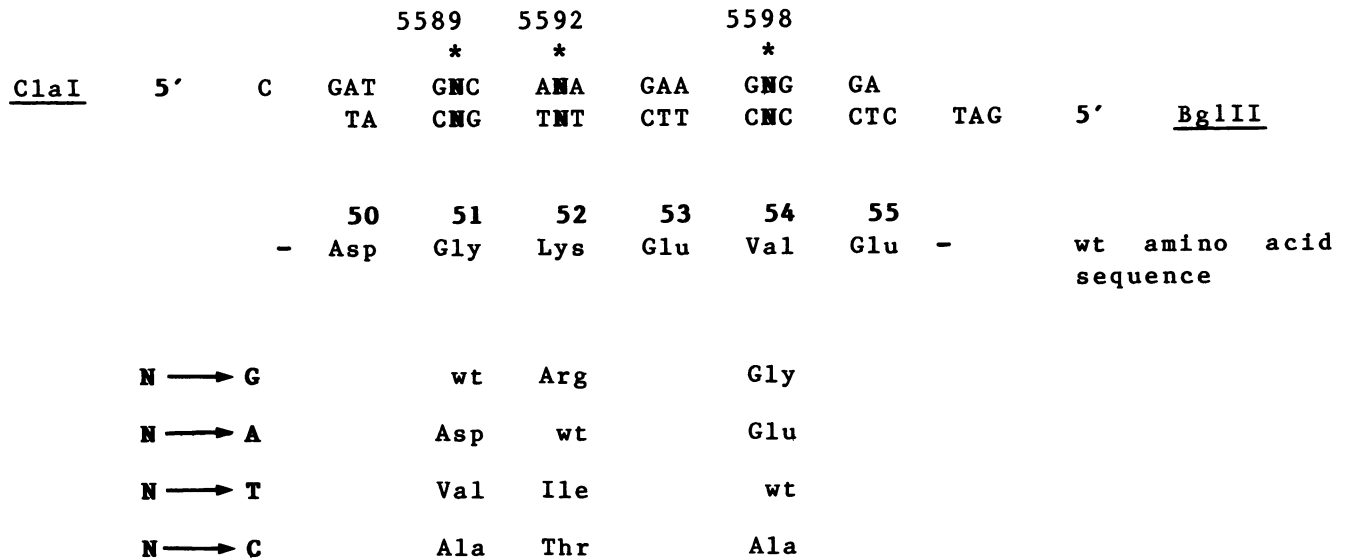 5589 5592 5598
* * *
ClaI 5′ C GAT GNC ANA GAA GNG GA
TA CNG TNT CTT CNC CTC TAG 5′ BglII
50 51 52 53 54 55
- Asp Gly Lys Glu Val Glu - wt amino acid
sequence
N → G wt Arg Gly
N → A Asp wt Glu
N → T Val Ile wt
N → C Ala Thr Ala